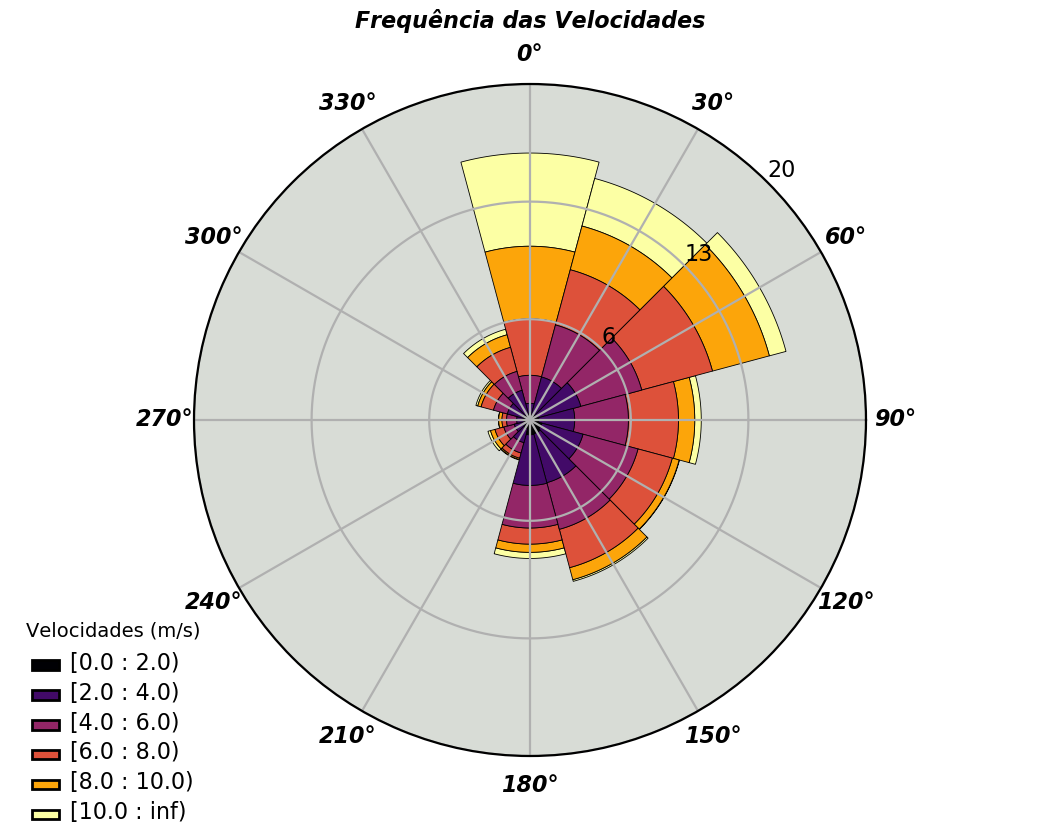 Frequência das Velocidades
0°
330°
30°
20
300°
60°
13
6
270°
90°
240°
120°
210°
150°
180°
Velocidades (m/s)
[0.0 : 2.0)
[2.0 : 4.0)
[4.0 : 6.0)
[6.0 : 8.0)
[8.0 : 10.0)
[10.0 : inf)